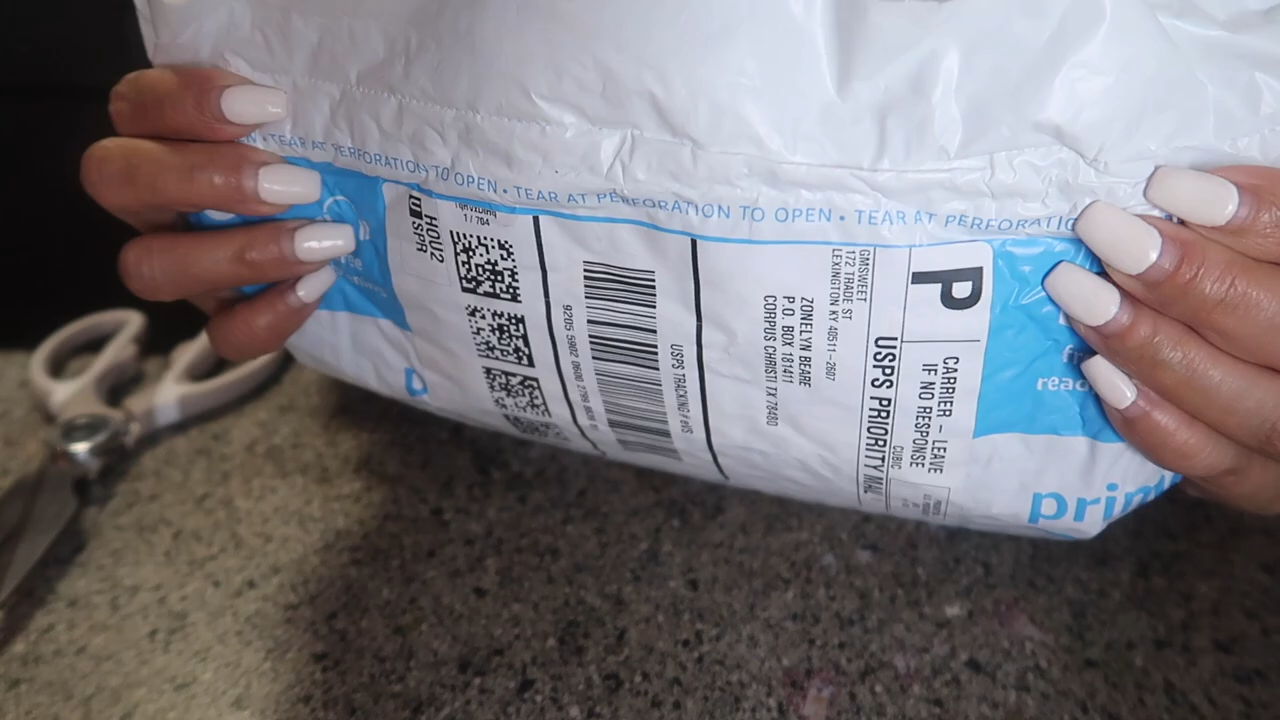 TEAR AT PERFORATION TO OPEN • TEAR AT PERFORATION TO OPEN • TEAR AT PERFORATIO
P
CARRIER – LEAVE
IF NO RESPONSE
USPS PRIORITY MAIL
CUBIC
GMSWEET
172 TRADE ST
LEXINGTON KY 40511-2607
ZONELYN BEARE
P.O. BOX 181411
CORPUS CHRISTI TX 78480
USPS TRACKING # eVS
1 / 704
HOU2
U SPR
prim